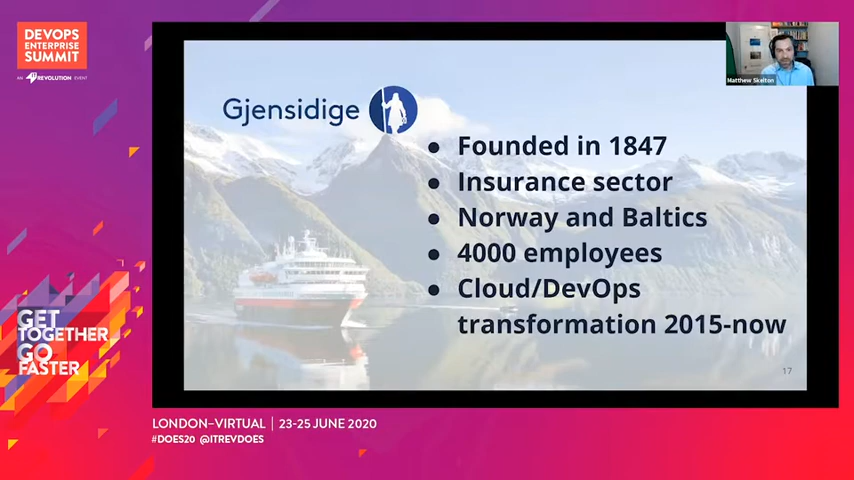 DEVOPS
ENTERPRISE
SUMMIT
AN IT REVOLUTION EVENT
Matthew Skelton
Gjensidige
● Founded in 1847
● Insurance sector
● Norway and Baltics
● 4000 employees
● Cloud/DevOps
transformation 2015-now
17
GET
TOGETHER
GO
FASTER
LONDON–VIRTUAL | 23-25 JUNE 2020
#DOES20 @ITREVDOES